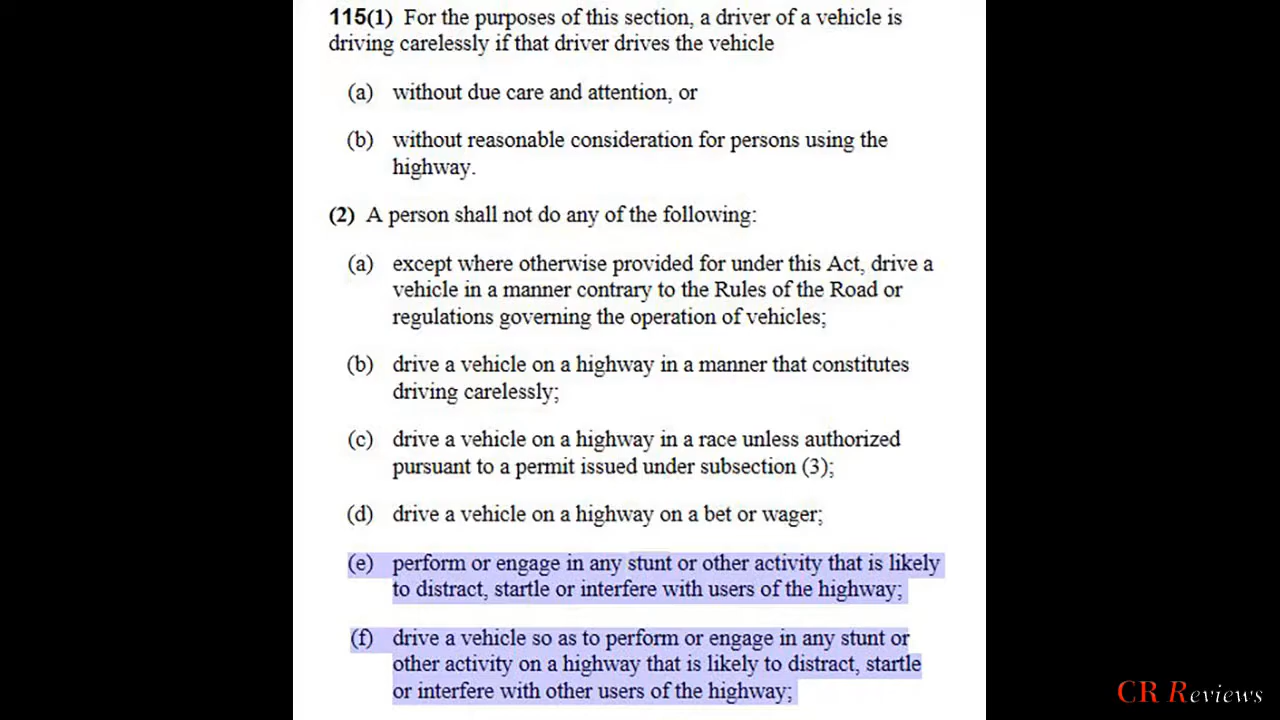 115(1) For the purposes of this section, a driver of a vehicle is
driving carelessly if that driver drives the vehicle
(a) without due care and attention, or
(b) without reasonable consideration for persons using the
highway.
(2) A person shall not do any of the following:
(a) except where otherwise provided for under this Act, drive a
vehicle in a manner contrary to the Rules of the Road or
regulations governing the operation of vehicles;
(b) drive a vehicle on a highway in a manner that constitutes
driving carelessly;
(c) drive a vehicle on a highway in a race unless authorized
pursuant to a permit issued under subsection (3);
(d) drive a vehicle on a highway on a bet or wager;
(e) perform or engage in any stunt or other activity that is likely
to distract, startle or interfere with users of the highway;
(f) drive a vehicle so as to perform or engage in any stunt or
other activity on a highway that is likely to distract, startle
or interfere with other users of the highway;
CR Reviews